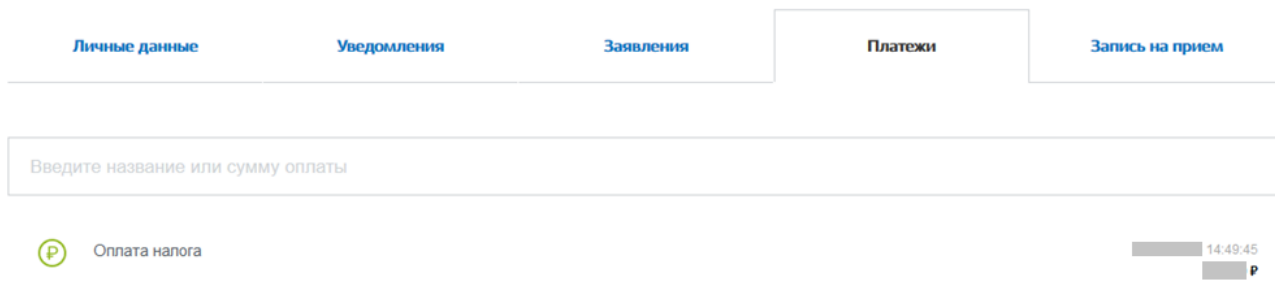 Личные данные
Уведомления
Заявления
Платежи
Запись на прием
Введите название или сумму оплаты
Оплата налога
14:49:45
₽